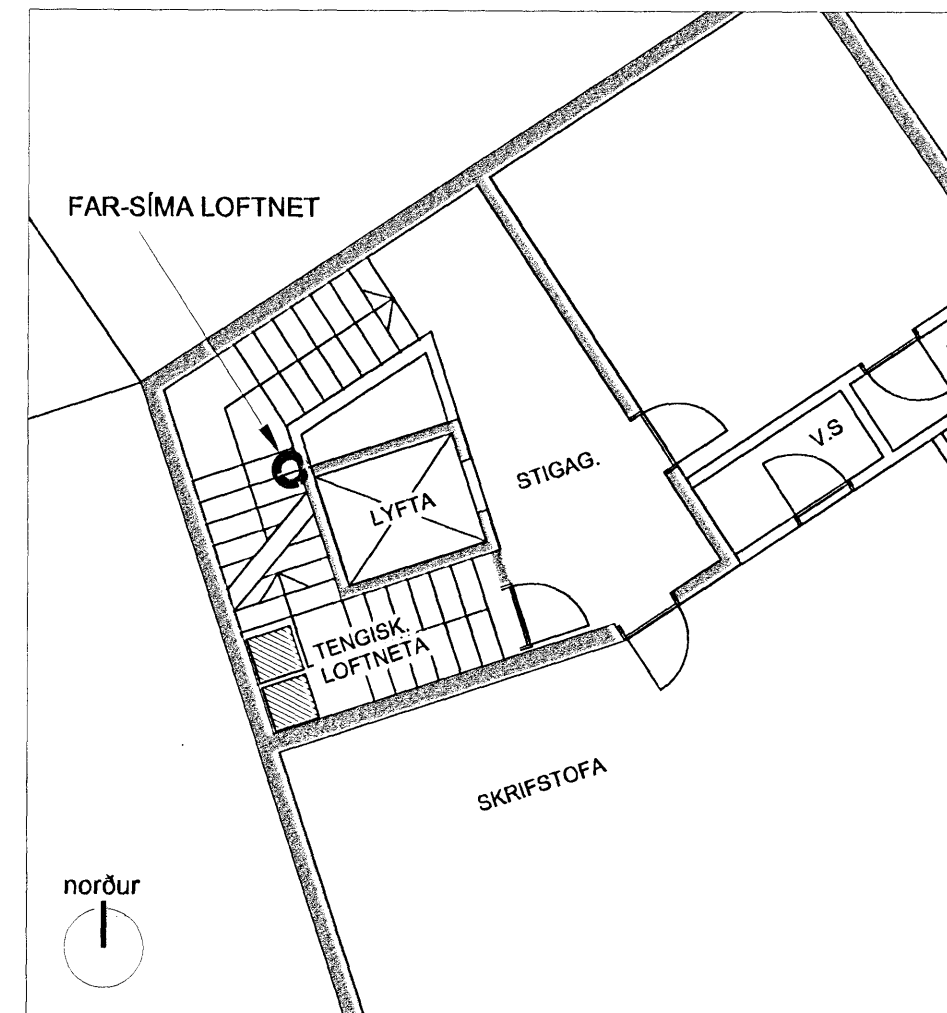 FAR-SÍMA LOFTNET
V.S
STIGAG.
LYFTA
TENGISK.
LOFTNETA
SKRIFSTOFA
norður